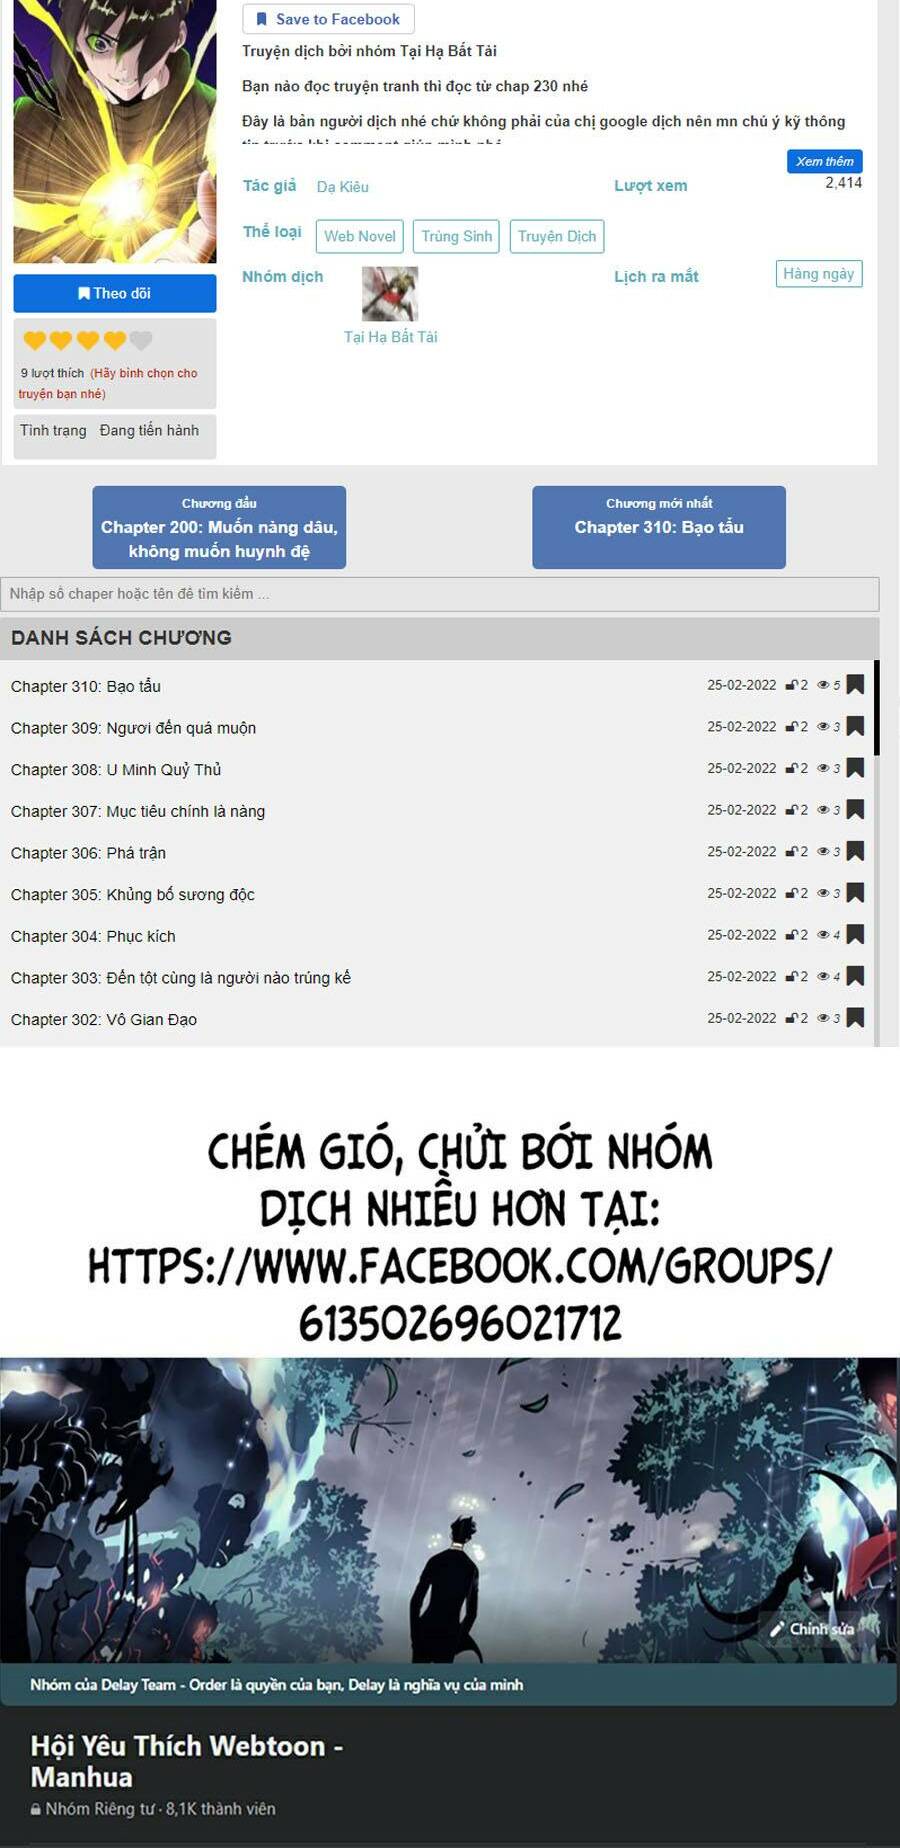 Save to Facebook
Truyện dịch bởi nhóm Tại Hạ Bất Tài
Bạn nào đọc truyện tranh thì đọc từ chap 230 nhé
Đây là bản người dịch nhé chứ không phải của chị google dịch nên mn chú ý kỹ thông
tin trước khi comment giúp mình nhé
Xem thêm
Tác giả Dạ Kiêu
Lượt xem 2,414
Thể loại Web Novel Trùng Sinh Truyện Dịch
Nhóm dịch
Tại Hạ Bất Tài
Lịch ra mắt Hàng ngày
Theo dõi
9 lượt thích (Hãy bình chọn cho
truyện bạn nhé)
Tình trạng Đang tiến hành
Chương đầu
Chapter 200: Muốn nàng dâu,
không muốn huynh đệ
Chương mới nhất
Chapter 310: Bạo tẩu
Nhập số chaper hoặc tên để tìm kiếm ...
DANH SÁCH CHƯƠNG
Chapter 310: Bạo tẩu 25-02-2022 2 5
Chapter 309: Ngươi đến quá muộn 25-02-2022 2 3
Chapter 308: U Minh Quỷ Thủ 25-02-2022 2 3
Chapter 307: Mục tiêu chính là nàng 25-02-2022 2 3
Chapter 306: Phá trận 25-02-2022 2 3
Chapter 305: Khủng bố sương độc 25-02-2022 2 3
Chapter 304: Phục kích 25-02-2022 2 4
Chapter 303: Đến tột cùng là người nào trúng kế 25-02-2022 2 4
Chapter 302: Vô Gian Đạo 25-02-2022 2 3
CHÉM GIÓ, CHỬI BỚI NHÓM
DỊCH NHIỀU HƠN TẠI:
HTTPS://WWW.FACEBOOK.COM/GROUPS/
613502696021712
Chỉnh sửa
Nhóm của Delay Team - Order là quyền của bạn, Delay là nghĩa vụ của mình
Hội Yêu Thích Webtoon -
Manhua
Nhóm Riêng tư · 8,1K thành viên